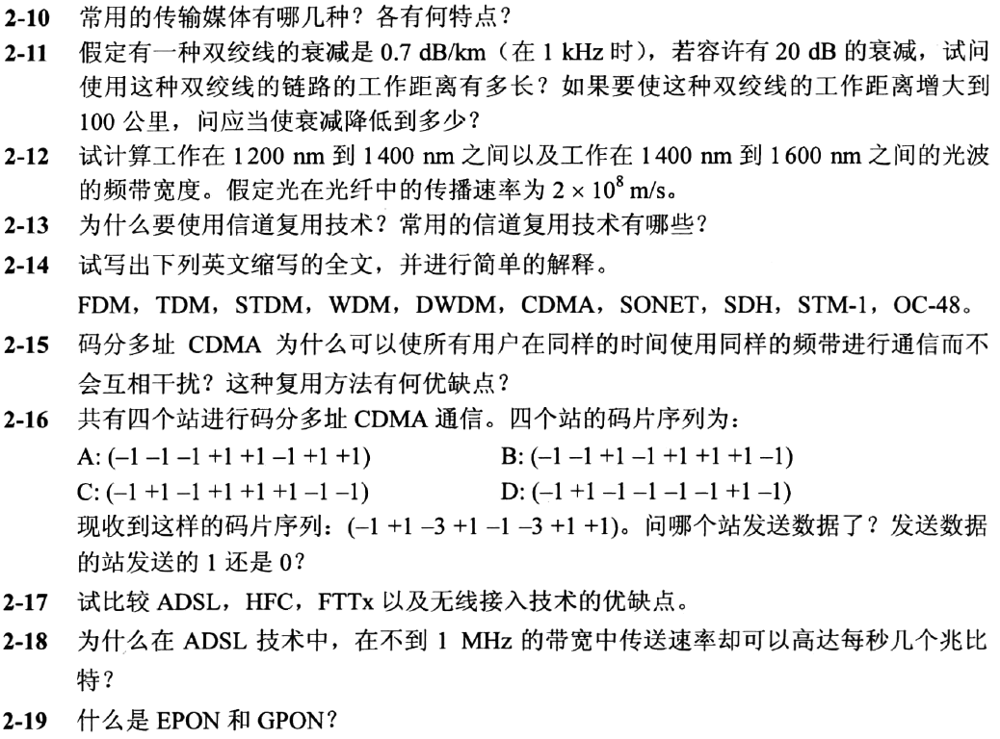 2-10 常用的传输媒体有哪几种？各有何特点？
2-11 假定有一种双绞线的衰减是 0.7 dB/km（在 1 kHz 时），若容许有 20 dB 的衰减，试问
使用这种双绞线的链路的工作距离有多长？如果要使这种双绞线的工作距离增大到
100 公里，问应当使衰减降低到多少？
2-12 试计算工作在 1200 nm 到 1400 nm 之间以及工作在 1400 nm 到 1600 nm 之间的光波
的频带宽度。假定光在光纤中的传播速率为 2 × 10⁸ m/s。
2-13 为什么要使用信道复用技术？常用的信道复用技术有哪些？
2-14 试写出下列英文缩写的全文，并进行简单的解释。
FDM，TDM，STDM，WDM，DWDM，CDMA，SONET，SDH，STM-1，OC-48。
2-15 码分多址 CDMA 为什么可以使所有用户在同样的时间使用同样的频带进行通信而不
会互相干扰？这种复用方法有何优缺点？
2-16 共有四个站进行码分多址 CDMA 通信。四个站的码片序列为：
A: (–1 –1 –1 +1 +1 –1 +1 +1) B: (–1 –1 +1 –1 +1 +1 +1 –1)
C: (–1 +1 –1 +1 +1 +1 –1 –1) D: (–1 +1 –1 –1 –1 –1 +1 –1)
现收到这样的码片序列：(–1 +1 –3 +1 –1 –3 +1 +1)。问哪个站发送数据了？发送数据
的站发送的 1 还是 0？
2-17 试比较 ADSL，HFC，FTTx 以及无线接入技术的优缺点。
2-18 为什么在 ADSL 技术中，在不到 1 MHz 的带宽中传送速率却可以高达每秒几个兆比
特？
2-19 什么是 EPON 和 GPON？